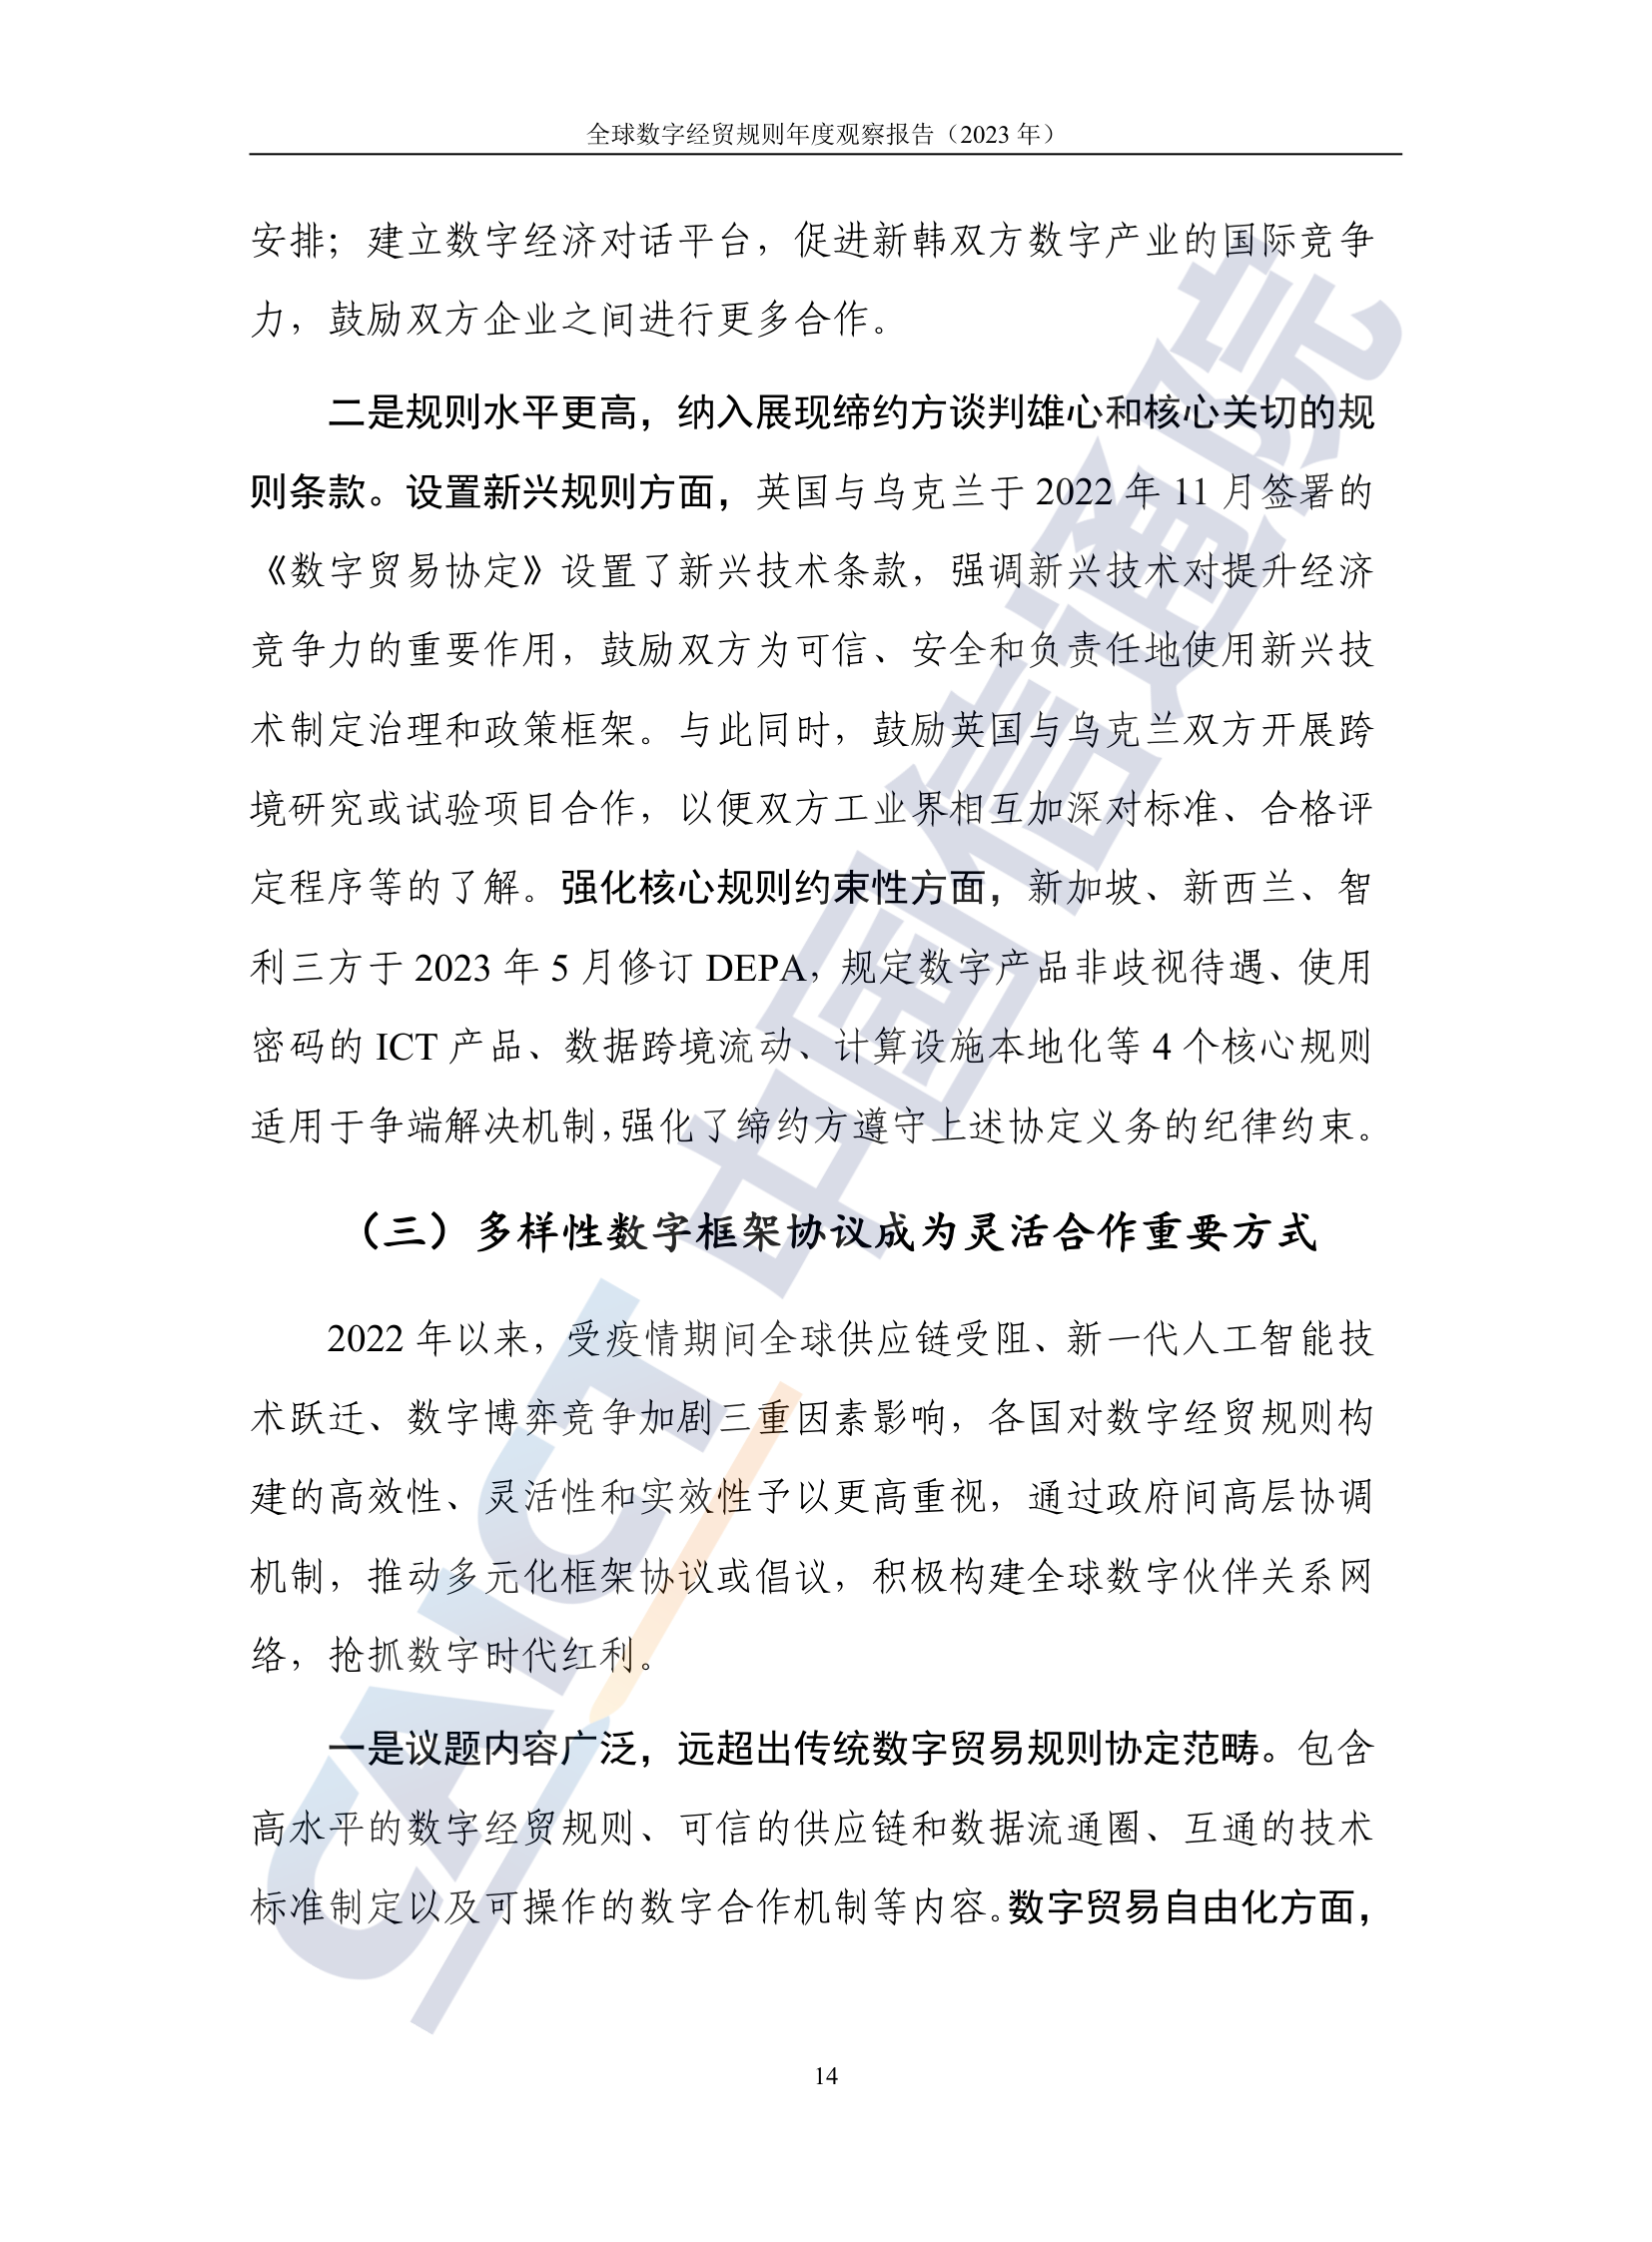 全球数字经贸规则年度观察报告（2023 年）
安排；建立数字经济对话平台，促进新韩双方数字产业的国际竞争
力，鼓励双方企业之间进行更多合作。
二是规则水平更高，纳入展现缔约方谈判雄心和核心关切的规
则条款。设置新兴规则方面，英国与乌克兰于 2022 年 11 月签署的
《数字贸易协定》设置了新兴技术条款，强调新兴技术对提升经济
竞争力的重要作用，鼓励双方为可信、安全和负责任地使用新兴技
术制定治理和政策框架。与此同时，鼓励英国与乌克兰双方开展跨
境研究或试验项目合作，以便双方工业界相互加深对标准、合格评
定程序等的了解。强化核心规则约束性方面，新加坡、新西兰、智
利三方于 2023 年 5 月修订 DEPA，规定数字产品非歧视待遇、使用
密码的 ICT 产品、数据跨境流动、计算设施本地化等 4 个核心规则
适用于争端解决机制，强化了缔约方遵守上述协定义务的纪律约束。
（三）多样性数字框架协议成为灵活合作重要方式
2022 年以来，受疫情期间全球供应链受阻、新一代人工智能技
术跃迁、数字博弈竞争加剧三重因素影响，各国对数字经贸规则构
建的高效性、灵活性和实效性予以更高重视，通过政府间高层协调
机制，推动多元化框架协议或倡议，积极构建全球数字伙伴关系网
络，抢抓数字时代红利。
一是议题内容广泛，远超出传统数字贸易规则协定范畴。包含
高水平的数字经贸规则、可信的供应链和数据流通圈、互通的技术
标准制定以及可操作的数字合作机制等内容。数字贸易自由化方面，
14
CAICT 中国信通院